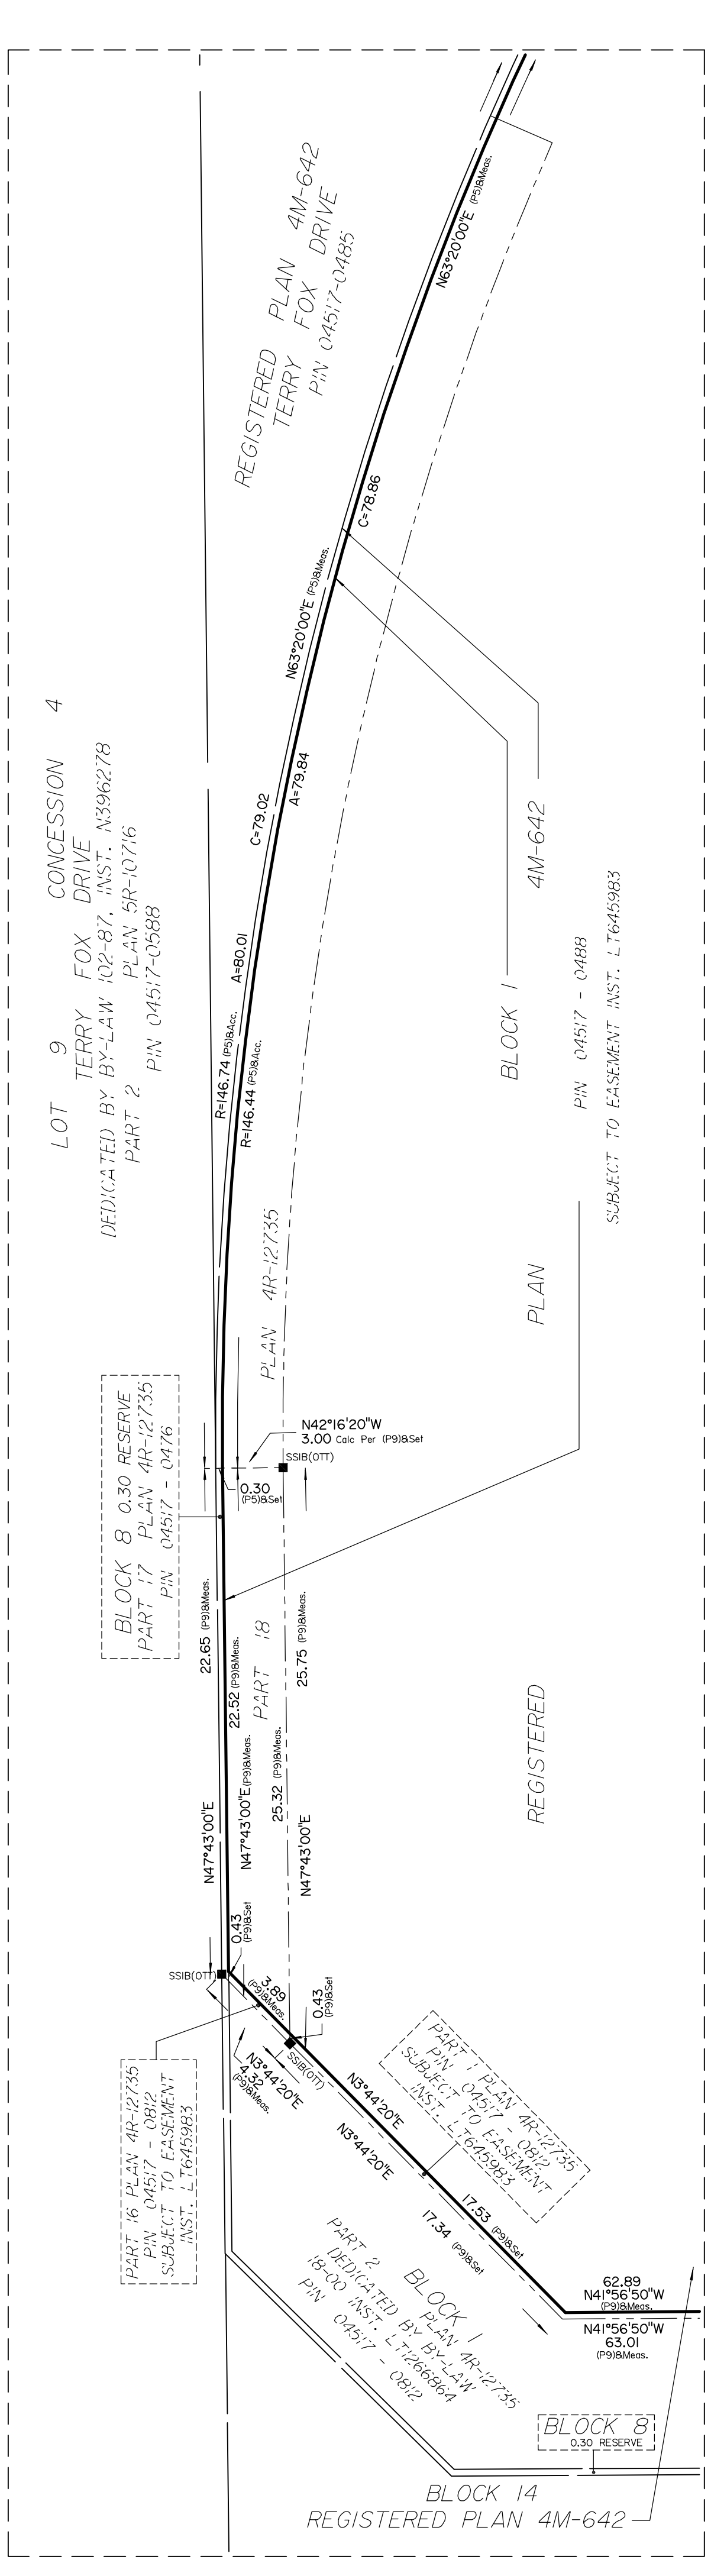 REGISTERED PLAN 4M-642
TERRY FOX DRIVE
PIN 04517-0485
N63°20'00"E (P5)&Meas.
C=78.86
N63°20'00"E (P5)&Meas.
A=79.84
C=79.02
A=80.01
R=146.74 (P5)&Acc.
R=146.44 (P5)&Acc.
LOT 9 CONCESSION 4
TERRY FOX DRIVE
DEDICATED BY BY-LAW 102-87, INST. N396278
PART 2 PLAN 5R-10716
PIN 04517-0588
4M-642
BLOCK 1
PIN 04517 - 0488
SUBJECT TO EASEMENT INST. LT645983
PLAN
REGISTERED
PLAN 4R-12735
PART 18
BLOCK 8 0.30 RESERVE
PART 17 PLAN 4R-12735
PIN 04517 - 0476
N42°16'20"W
3.00 Calc Per (P9)&Set
SSIB(OTT)
0.30
(P5)&Set
22.65 (P9)&Meas.
22.52 (P9)&Meas.
25.75 (P9)&Meas.
25.32 (P9)&Meas.
N47°43'00"E
N47°43'00"E (P9)&Meas.
N47°43'00"E
0.43
(P9)&Set
SSIB(OTT)
3.89
(P9)&Meas.
0.43
(P9)&Set
SSIB(OTT)
N3°44'20"E
4.32
(P9)&Meas.
PART 16 PLAN 4R-12735
PIN 04517 - 0812
SUBJECT TO EASEMENT
INST. LT645983
PART 1 PLAN 4R-12735
PIN 04517 - 0812
SUBJECT TO EASEMENT
INST. LT645983
N3°44'20"E
N3°44'20"E
17.53 (P9)&Set
17.34 (P9)&Set
BLOCK 1
PART 2 PLAN 4R-12735
DEDICATED BY BY-LAW
18-00 INST. LT1266864
PIN 04517 - 0812
62.89
N41°56'50"W
(P9)&Meas.
N41°56'50"W
63.01
(P9)&Meas.
BLOCK 8
0.30 RESERVE
BLOCK 14
REGISTERED PLAN 4M-642